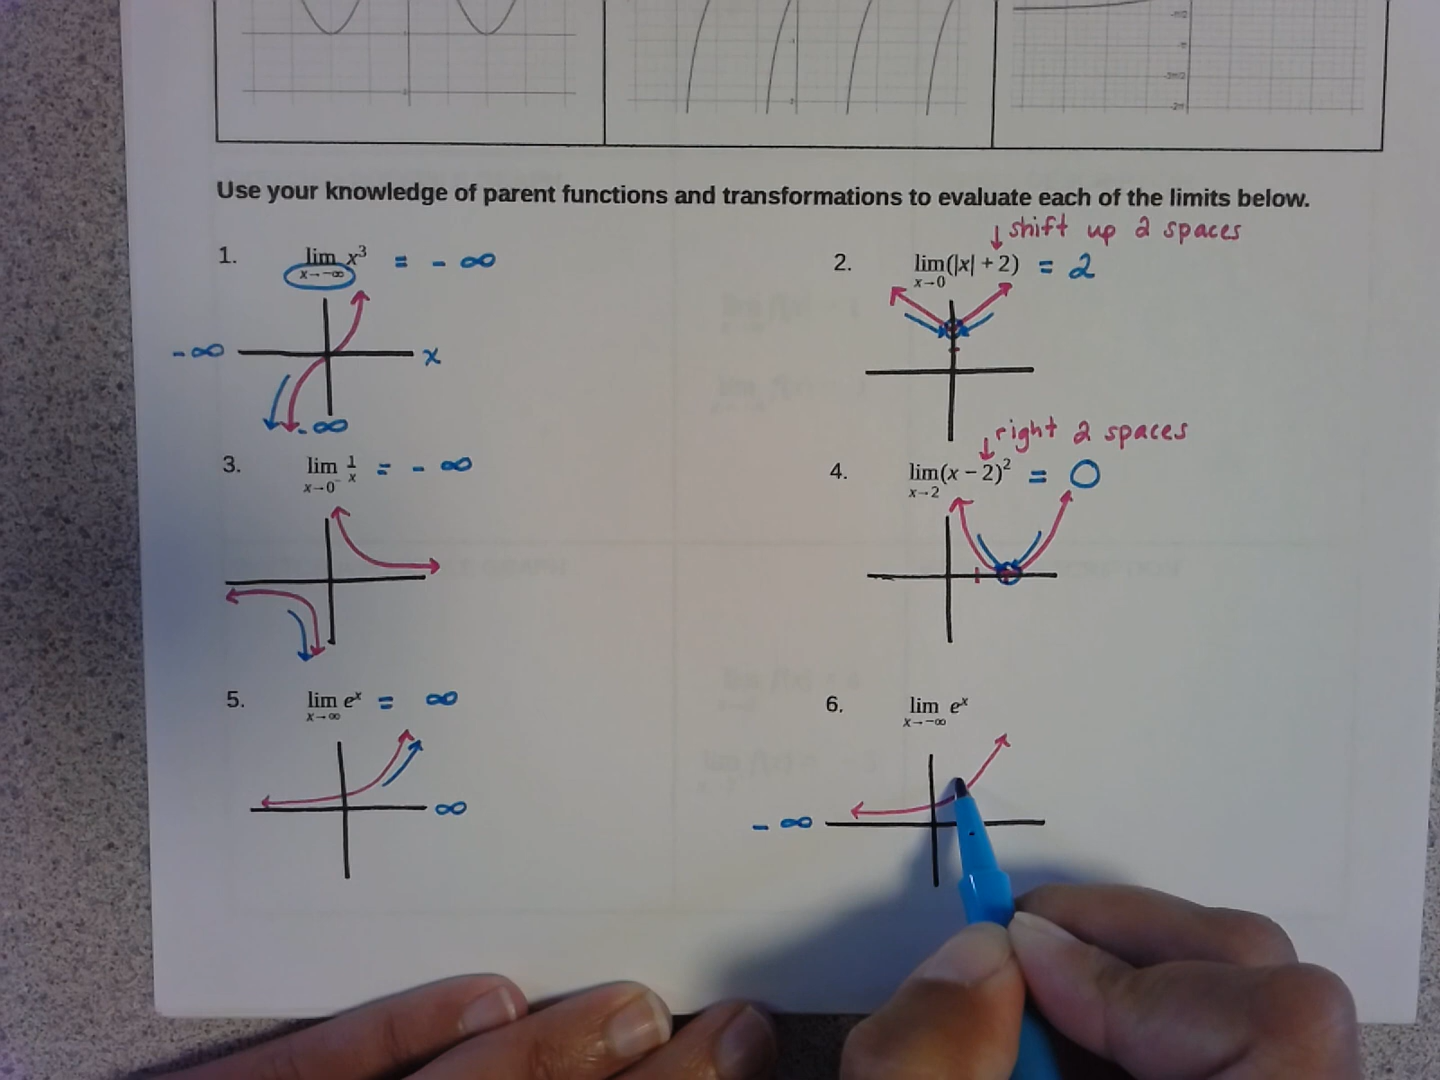 Use your knowledge of parent functions and transformations to evaluate each of the limits below.
↓shift up 2 spaces
1. lim x→-∞ x³ = - ∞
2. lim x→0 (|x| + 2) = 2
- ∞ x
- ∞
↓right 2 spaces
3. lim x→0⁻ 1/x = - ∞
4. lim x→2 (x − 2)² = 0
5. lim x→∞ eˣ = ∞
6. lim x→-∞ eˣ
∞
- ∞